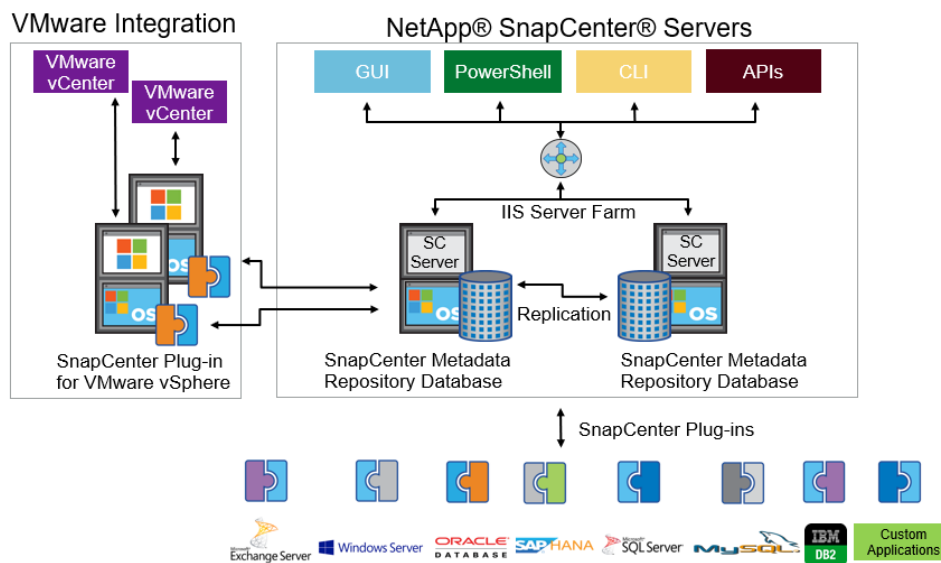 VMware Integration
NetApp® SnapCenter® Servers
VMware
vCenter
VMware
vCenter
GUI
PowerShell
CLI
APIs
IIS Server Farm
SC
Server
SC
Server
OS
OS
OS
OS
Replication
SnapCenter Plug-in
for VMware vSphere
SnapCenter Metadata
Repository Database
SnapCenter Metadata
Repository Database
SnapCenter Plug-ins
Microsoft
Exchange Server
Windows Server
ORACLE
DATABASE
SAP HANA
Microsoft
SQL Server
MySQL
IBM
DB2
Custom
Applications